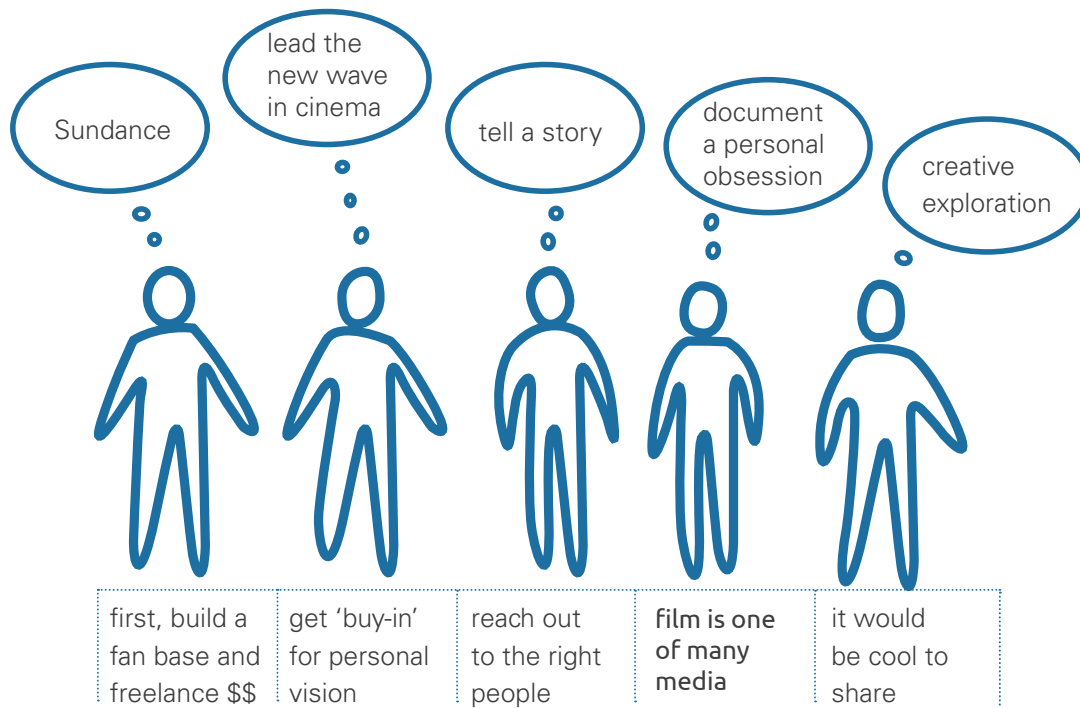 Sundance
lead the
new wave
in cinema
tell a story
document
a personal
obsession
creative
exploration
first, build a
fan base and
freelance $$
get ‘buy-in’
for personal
vision
reach out
to the right
people
film is one
of many
media
it would
be cool to
share